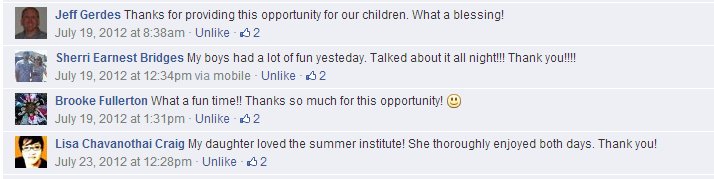 Jeff Gerdes Thanks for providing this opportunity for our children. What a blessing!
July 19, 2012 at 8:38am · Unlike · 2
Sherri Earnest Bridges My boys had a lot of fun yesteday. Talked about it all night!!! Thank you!!!!
July 19, 2012 at 12:34pm via mobile · Unlike · 2
Brooke Fullerton What a fun time!! Thanks so much for this opportunity!
July 19, 2012 at 1:31pm · Unlike · 2
Lisa Chavanothai Craig My daughter loved the summer institute! She thoroughly enjoyed both days. Thank you!
July 23, 2012 at 12:28pm · Unlike · 2